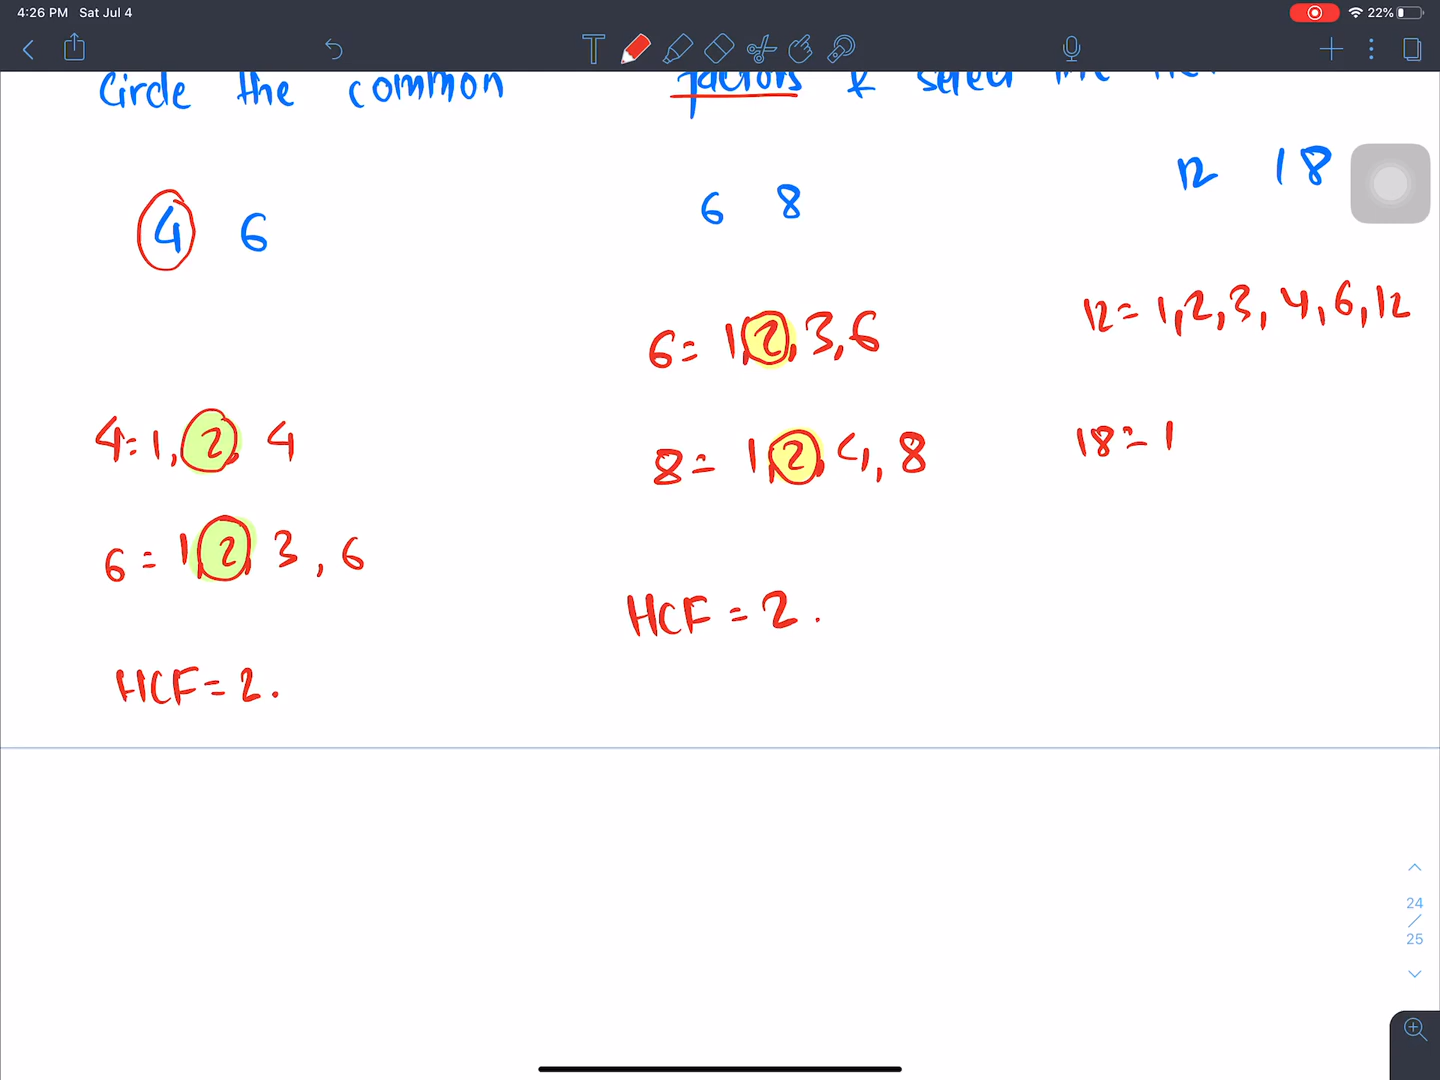 4:26 PM Sat Jul 4
22%
Circle the common factors & select the
4 6
6 8
12 18
4=1, 2, 4
6 = 1, 2, 3, 6
HCF=2.
6= 1, 2, 3, 6
8= 1, 2, 4, 8
HCF = 2.
12= 1, 2, 3, 4, 6, 12
18= 1
24
/
25